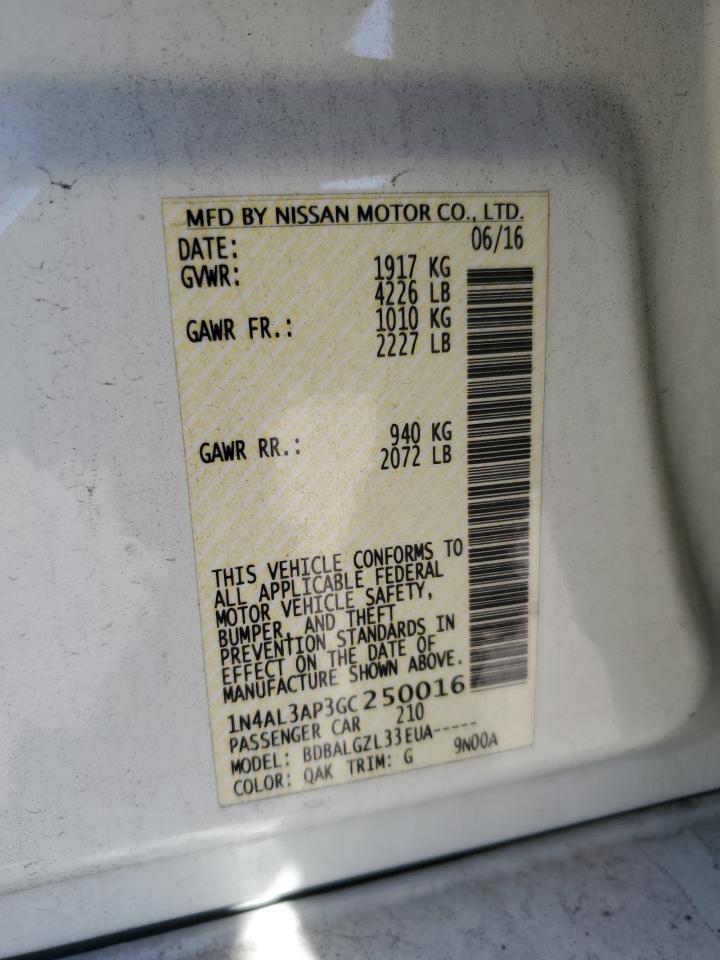 MFD BY NISSAN MOTOR CO., LTD.
DATE: 06/16
GVWR: 1917 KG
4226 LB
GAWR FR.: 1010 KG
2227 LB
GAWR RR.: 940 KG
2072 LB
THIS VEHICLE CONFORMS TO
ALL APPLICABLE FEDERAL
MOTOR VEHICLE SAFETY,
BUMPER, AND THEFT
PREVENTION STANDARDS IN
EFFECT ON THE DATE OF
MANUFACTURE SHOWN ABOVE.
1N4AL3AP3GC250016
PASSENGER CAR 210
MODEL: BDBALGZL33EUA-----
COLOR: QAK TRIM: G 9N00A